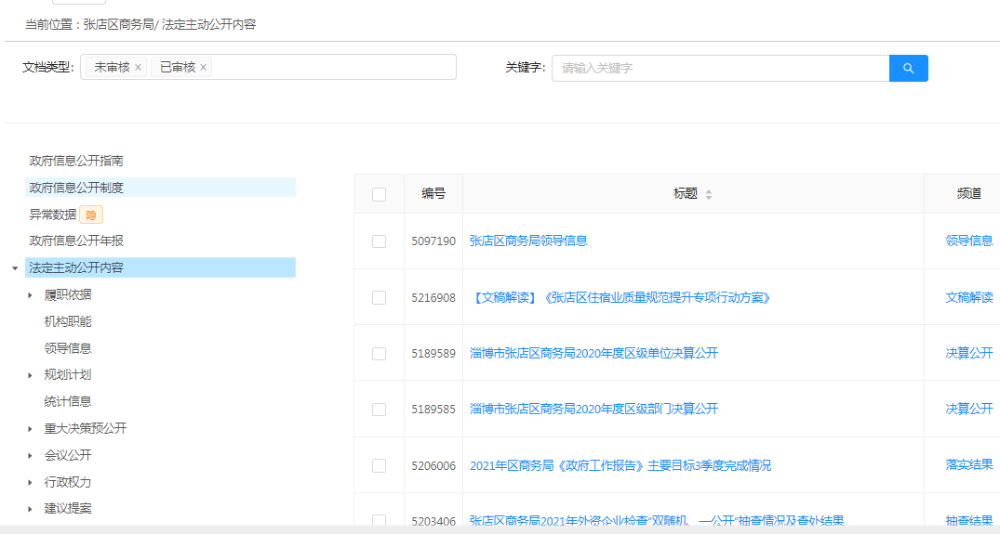 当前位置：张店区商务局/ 法定主动公开内容
文档类型： 未审核 × 已审核 × 关键字： 请输入关键字
政府信息公开指南
政府信息公开制度
异常数据 隐
政府信息公开年报
法定主动公开内容
履职依据
机构职能
领导信息
规划计划
统计信息
重大决策预公开
会议公开
行政权力
建议提案
编号 标题 频道
5097190 张店区商务局领导信息 领导信息
5216908 【文稿解读】《张店区住宿业质量规范提升专项行动方案》 文稿解读
5189589 淄博市张店区商务局2020年度区级单位决算公开 决算公开
5189585 淄博市张店区商务局2020年度区级部门决算公开 决算公开
5206006 2021年区商务局《政府工作报告》主要目标3季度完成情况 落实结果
5203406 张店区商务局2021年外资企业检查“双随机、一公开”抽查情况及查处结果 抽查结果